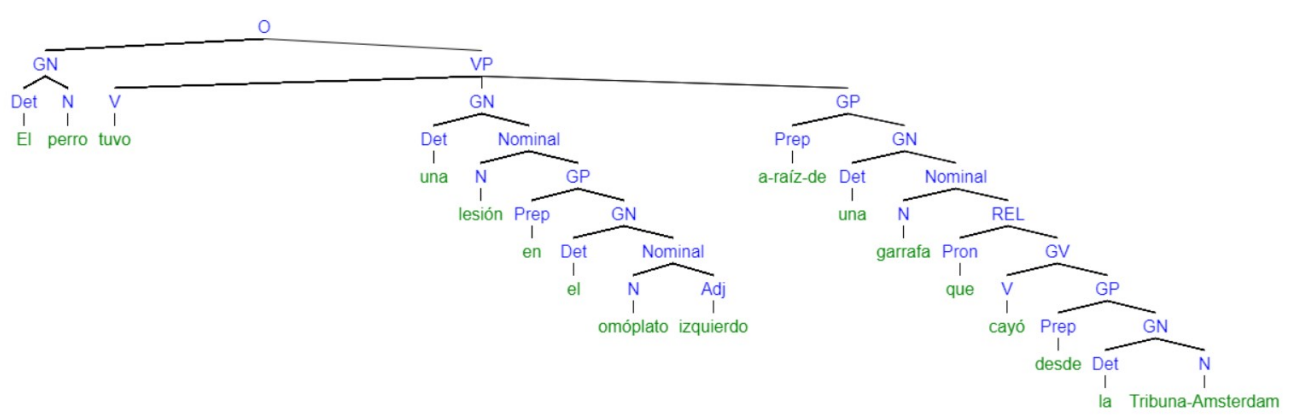 O
GN VP
Det N V GN GP
El perro tuvo Det Nominal Prep GN
una N GP a-raíz-de Det Nominal
lesión Prep GN una N REL
en Det Nominal garrafa Pron GV
el N Adj que V GP
omóplato izquierdo cayó Prep GN
desde Det N
la Tribuna-Amsterdam